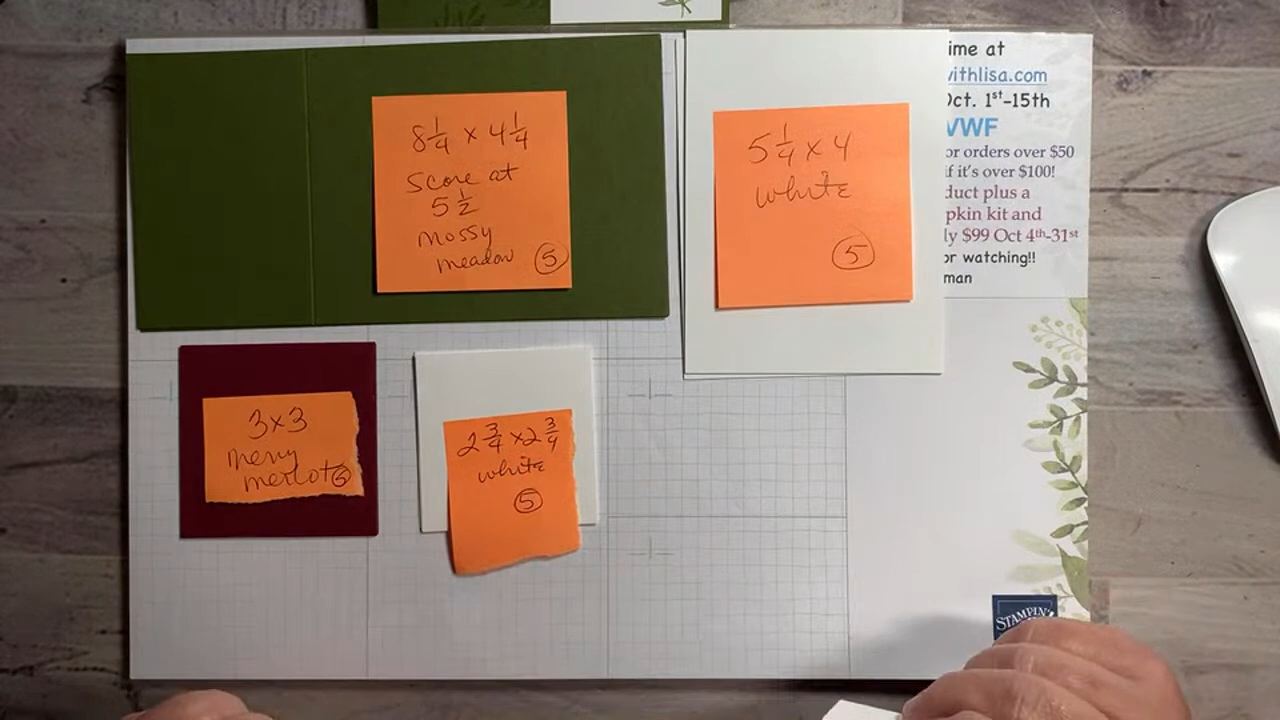 8 1/4 x 4 1/4
score at
5 1/2
mossy
meadow 5
5 1/4 x 4
white
5
ime at
vithlisa.com
Oct. 1st-15th
VWF
or orders over $50
if it's over $100!
duct plus a
pkin kit and
ly $99 Oct 4th-31st
or watching!!
man
3x3
merry
merlot 5
2 3/4 x 2 3/4
white
5
STAMPIN'